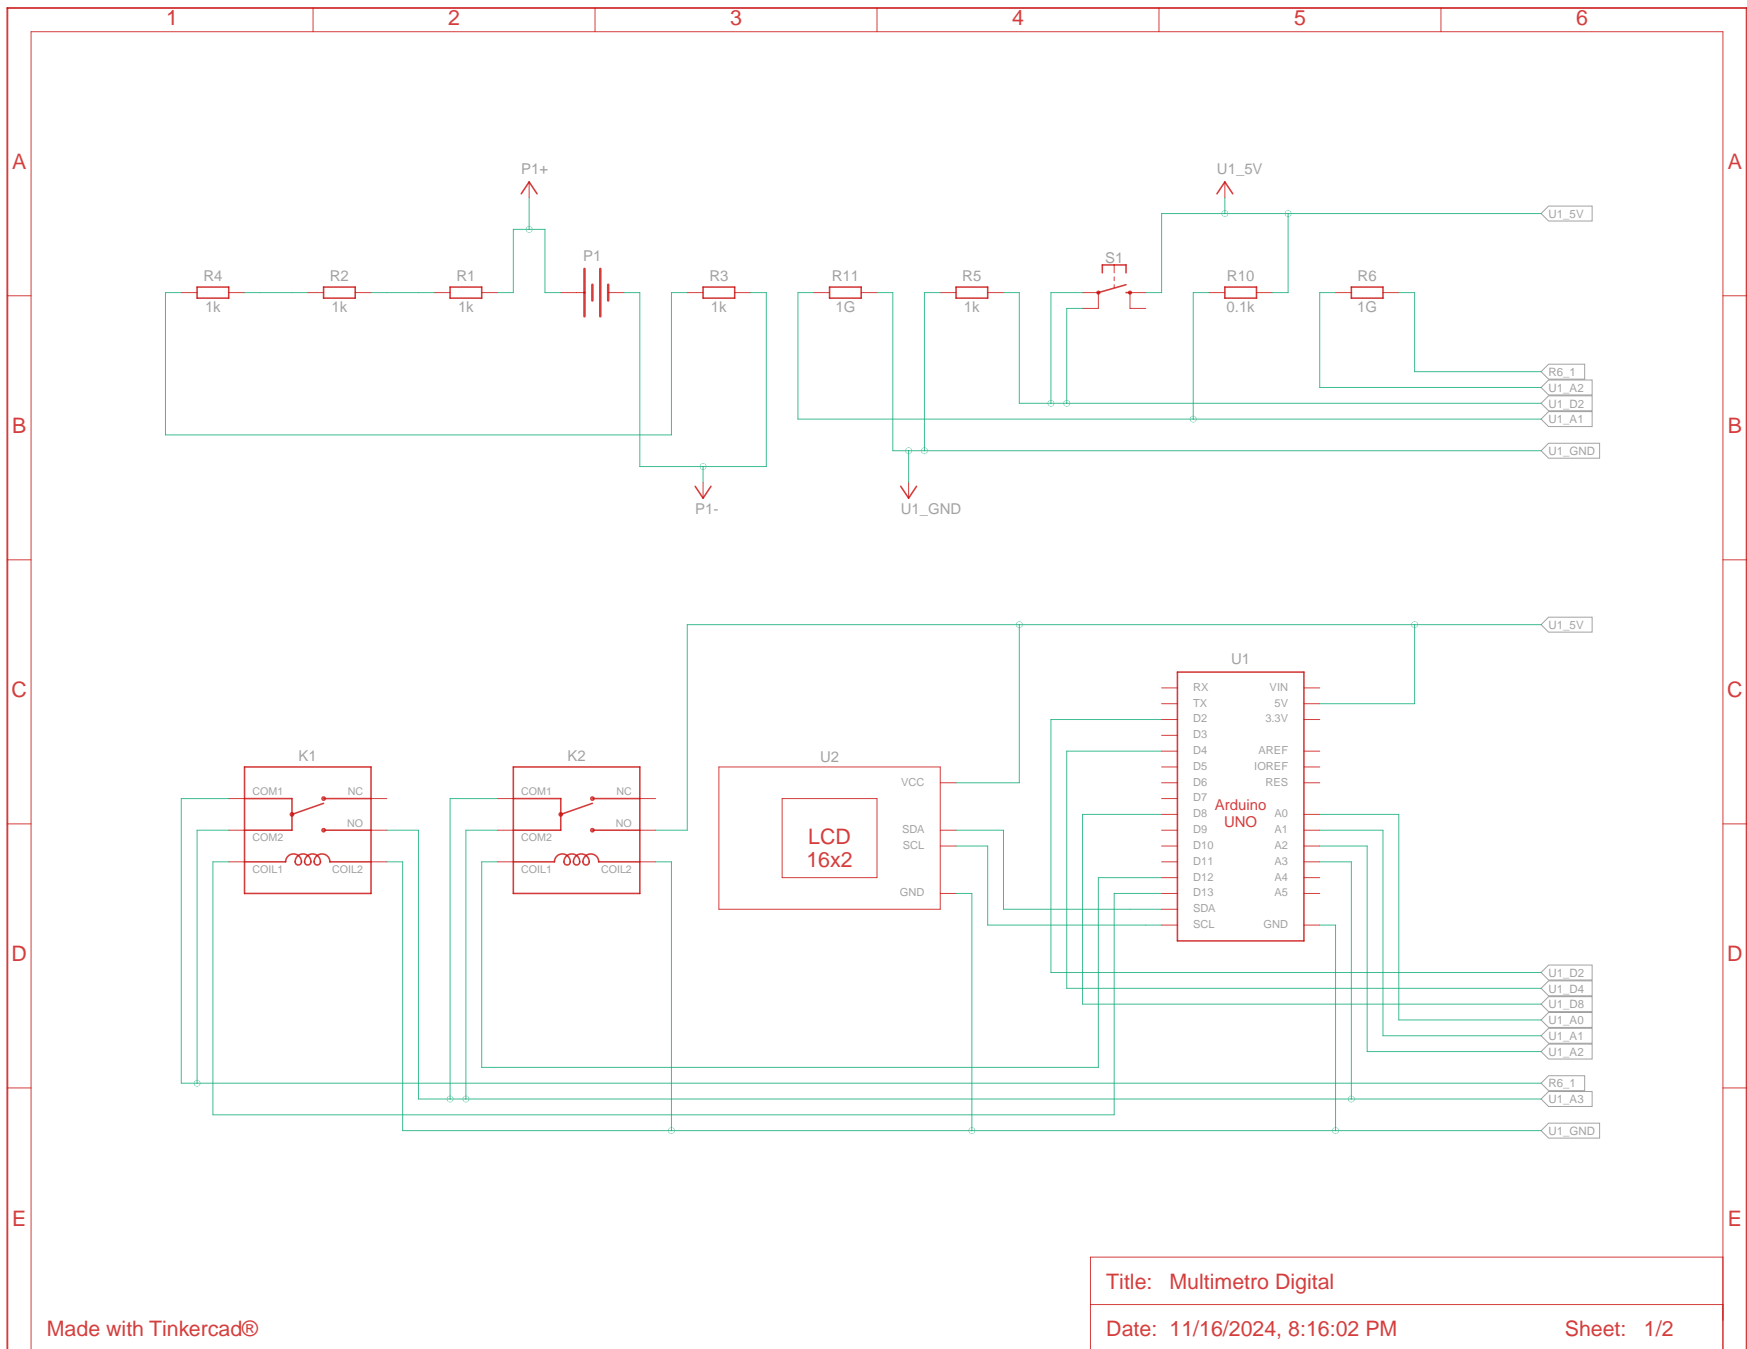 1 2 3 4 5 6
A A
P1+ U1_5V
U1_5V
P1 S1
R4 R2 R1 R3 R11 R5 R10 R6
1k 1k 1k 1k 1G 1k 0.1k 1G
R6_1
U1_A2
U1_D2
U1_A1
B B
U1_GND
P1- U1_GND
U1_5V
U1
C C
RX VIN
TX 5V
D2 3.3V
D3
D4 AREF
D5 IOREF
D6 RES
D7
Arduino
D8 A0
UNO
D9 A1
D10 A2
D11 A3
D12 A4
D13 A5
SDA
SCL GND
K1 K2 U2
COM1 NC COM1 NC VCC
NO NO SDA
COM2 COM2 SCL
LCD
16x2
COIL1 COIL2 COIL1 COIL2
GND
D D
U1_D2
U1_D4
U1_D8
U1_A0
U1_A1
U1_A2
R6_1
U1_A3
U1_GND
E E
Title: Multimetro Digital
Made with Tinkercad®
Date: 11/16/2024, 8:16:02 PM Sheet: 1/2